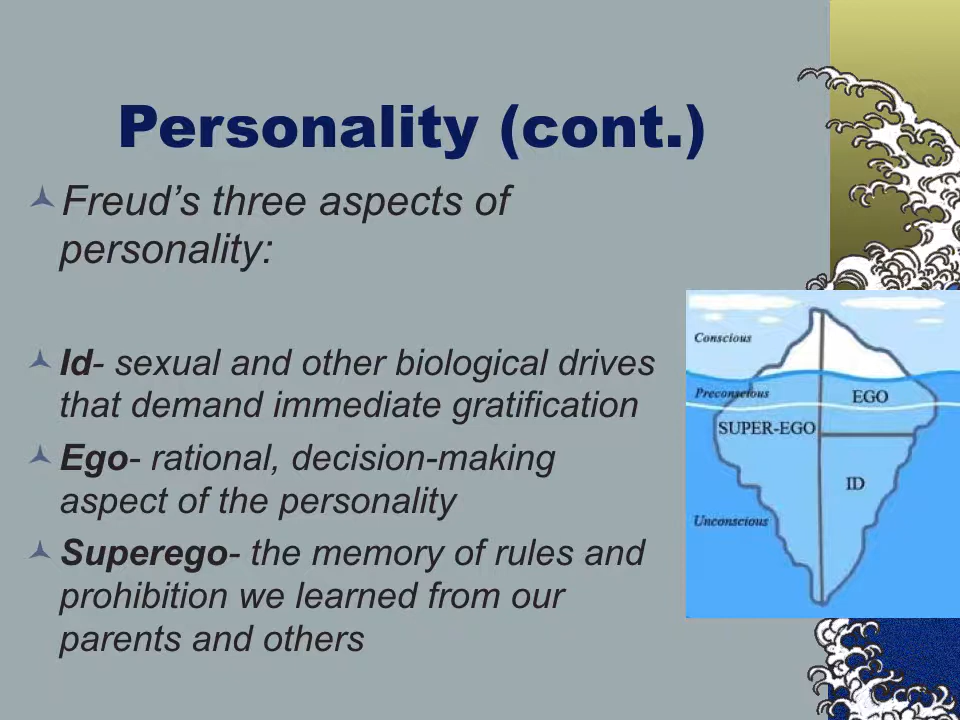 Personality (cont.)
Freud’s three aspects of
personality:
Id- sexual and other biological drives
that demand immediate gratification
Ego- rational, decision-making
aspect of the personality
Superego- the memory of rules and
prohibition we learned from our
parents and others
Conscious
Preconscious
EGO
SUPER-EGO
ID
Unconscious